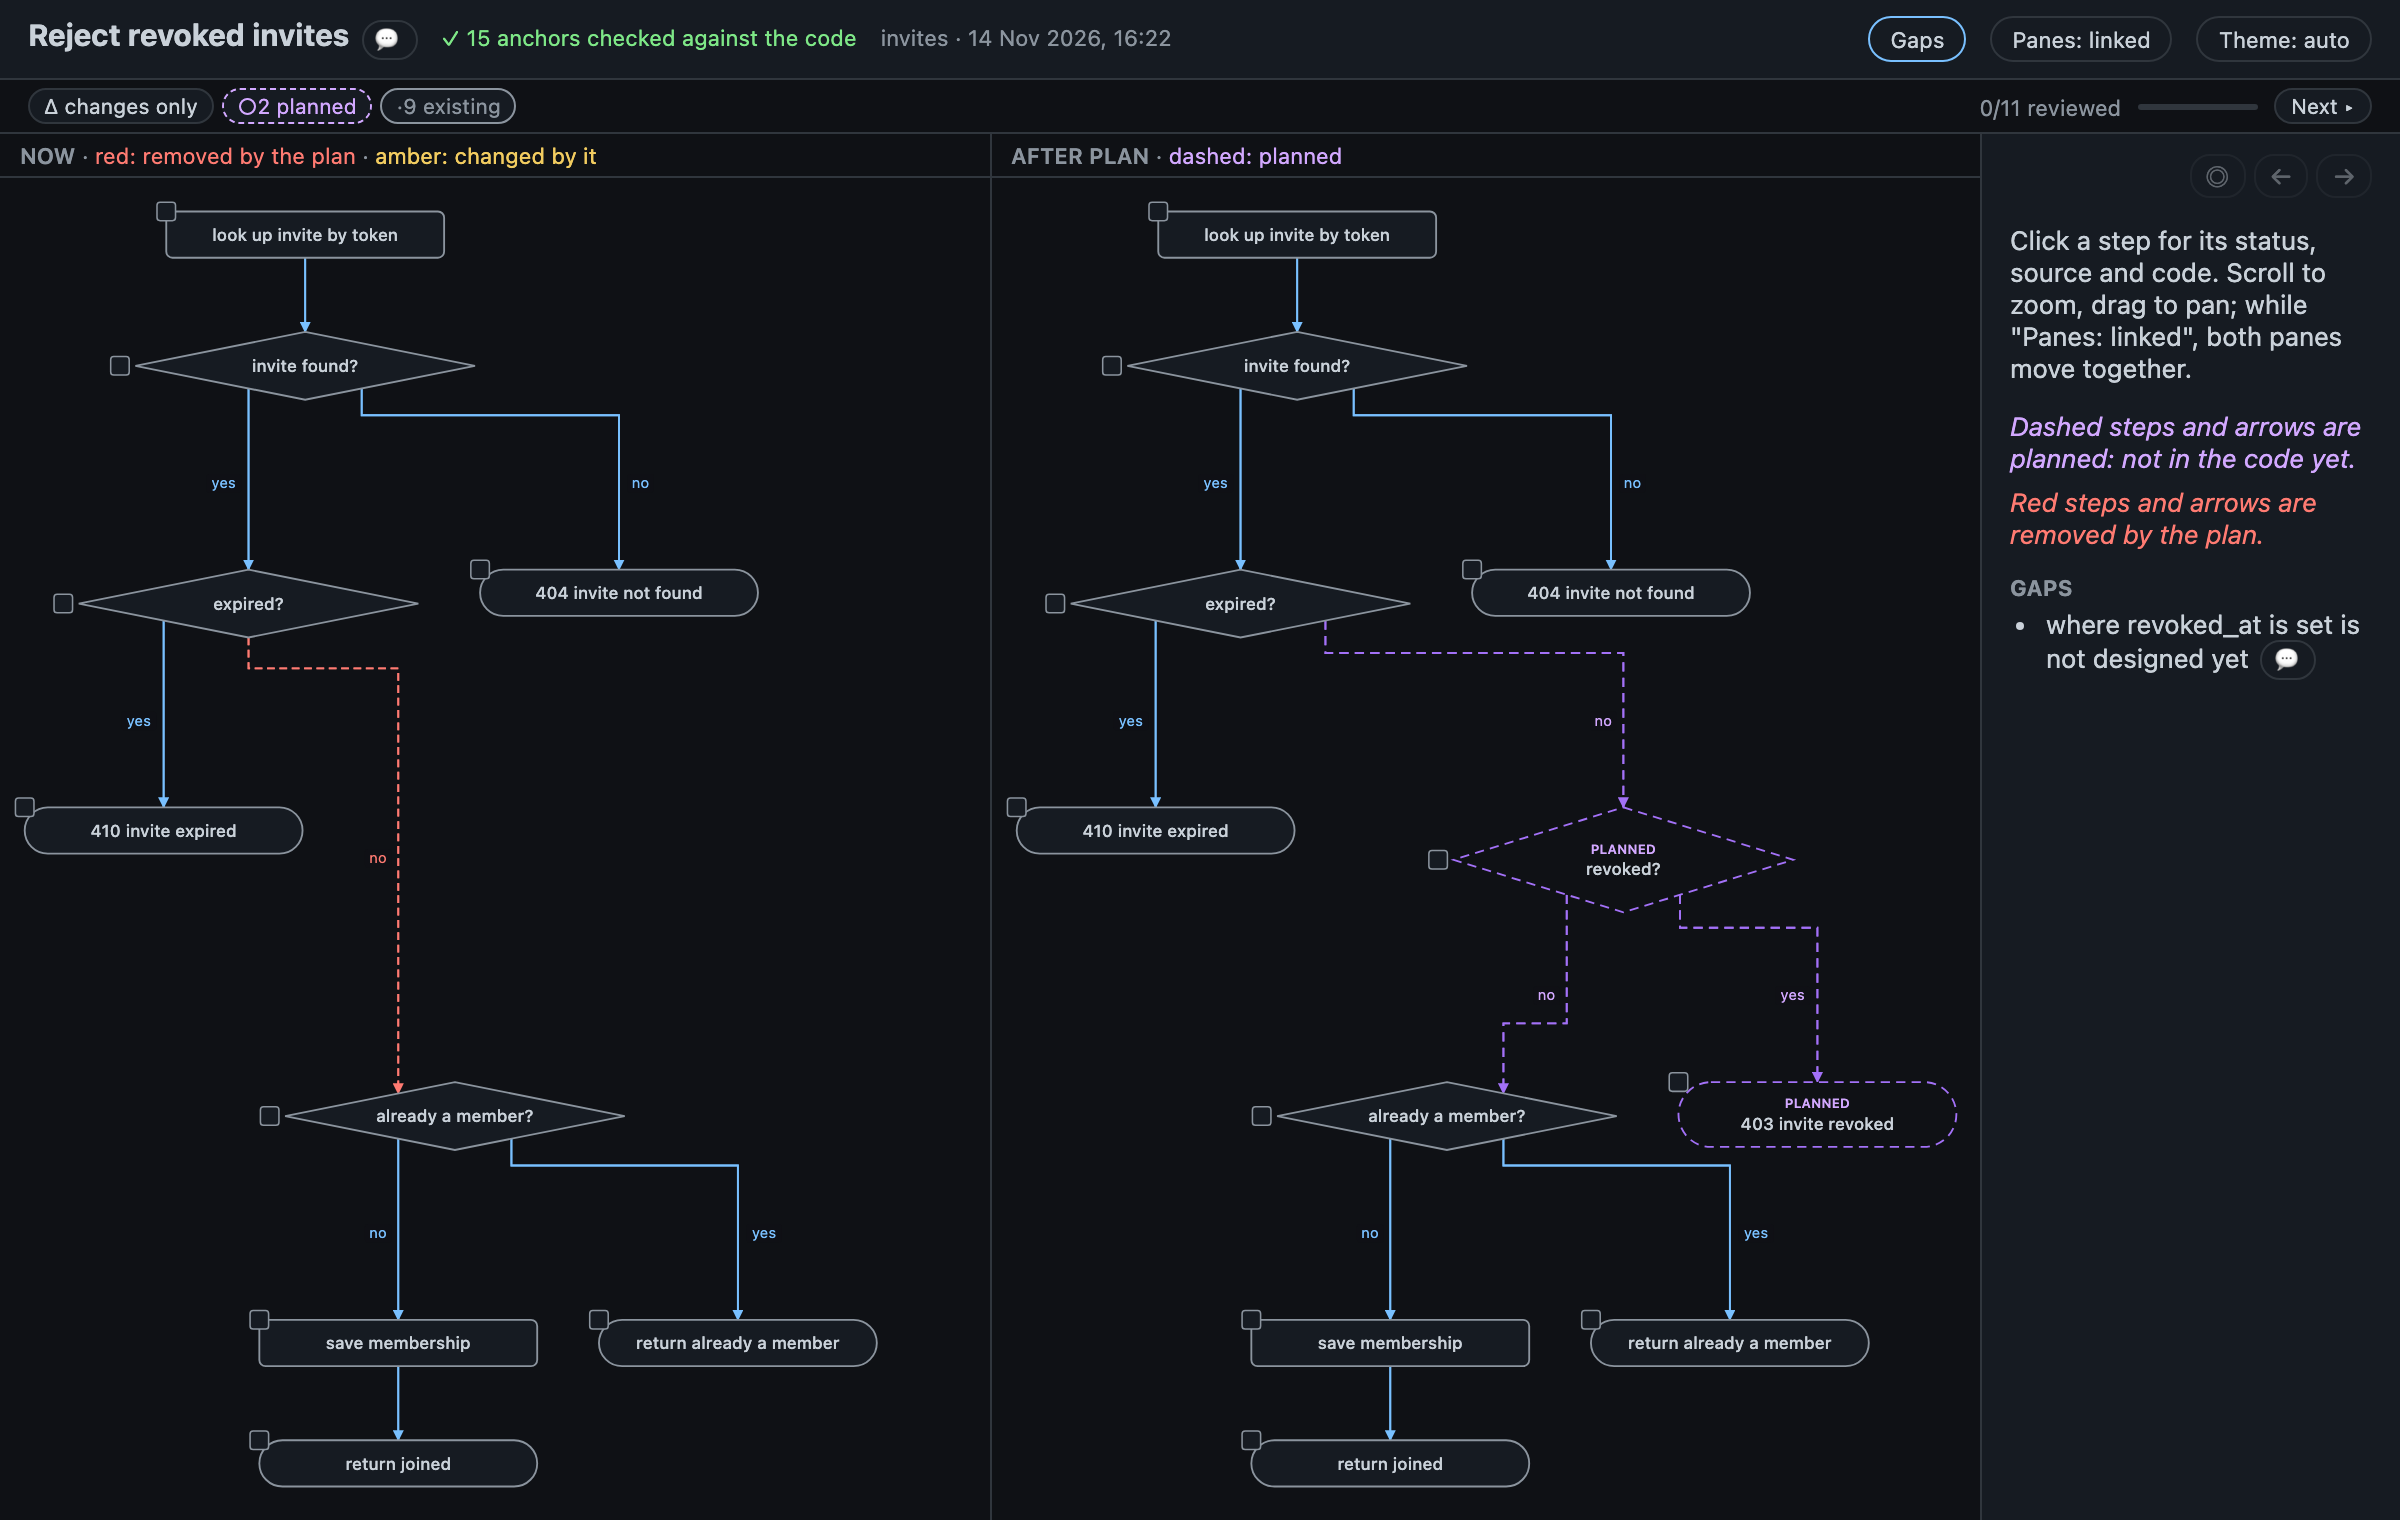 Reject revoked invites
✓ 15 anchors checked against the code
invites · 14 Nov 2026, 16:22
Gaps
Panes: linked
Theme: auto
Δ changes only
○2 planned
·9 existing
0/11 reviewed
Next ▸
NOW · red: removed by the plan · amber: changed by it
look up invite by token
invite found?
yes
no
expired?
404 invite not found
yes
410 invite expired
no
already a member?
no
yes
save membership
return already a member
return joined
AFTER PLAN · dashed: planned
look up invite by token
invite found?
yes
no
expired?
404 invite not found
yes
no
410 invite expired
PLANNED
revoked?
no
yes
already a member?
PLANNED
403 invite revoked
no
yes
save membership
return already a member
return joined
Click a step for its status,
source and code. Scroll to
zoom, drag to pan; while
"Panes: linked", both panes
move together.
Dashed steps and arrows are
planned: not in the code yet.
Red steps and arrows are
removed by the plan.
GAPS
• where revoked_at is set is
not designed yet